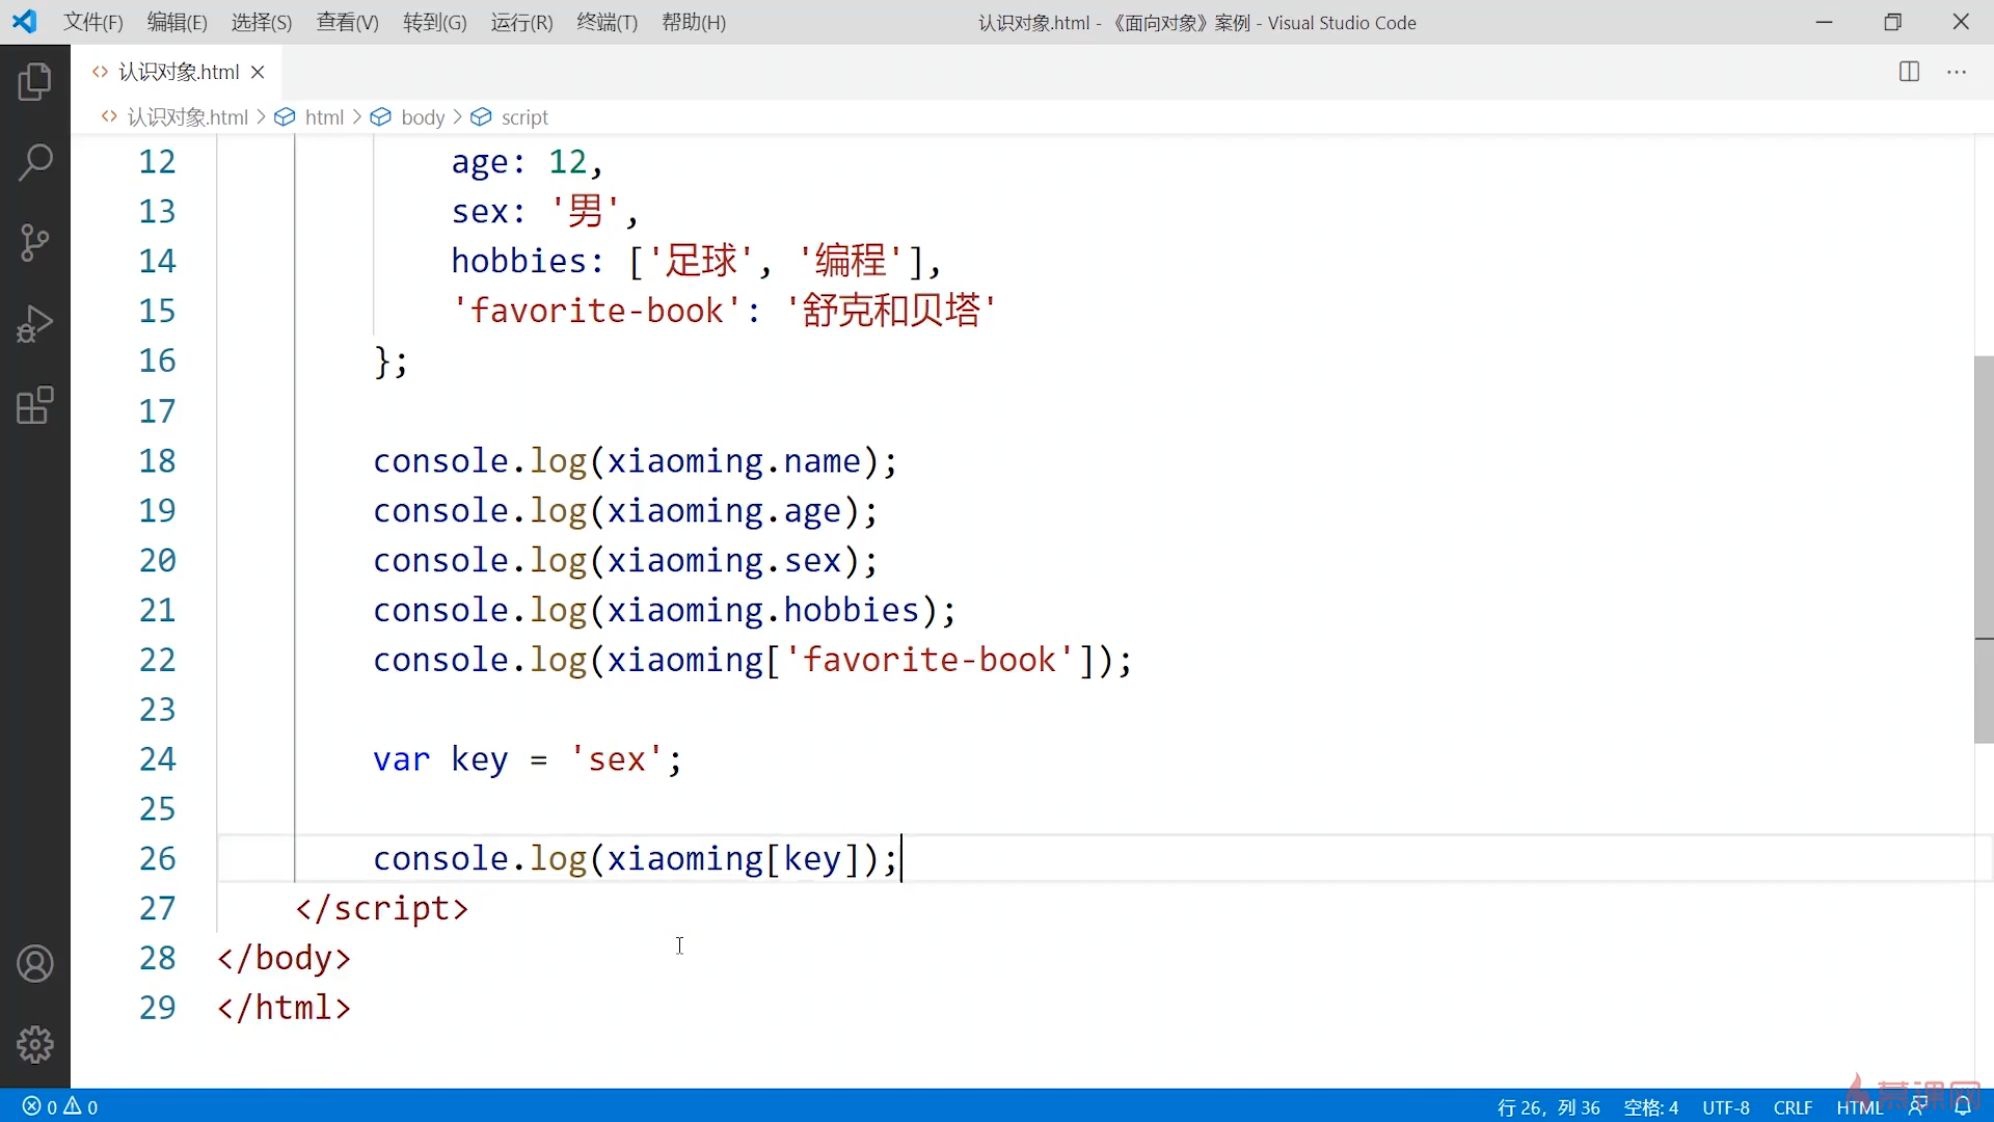 文件(F) 编辑(E) 选择(S) 查看(V) 转到(G) 运行(R) 终端(T) 帮助(H) 认识对象.html - 《面向对象》案例 - Visual Studio Code
认识对象.html
认识对象.html > html > body > script
12 age: 12,
13 sex: '男',
14 hobbies: ['足球', '编程'],
15 'favorite-book': '舒克和贝塔'
16 };
17
18 console.log(xiaoming.name);
19 console.log(xiaoming.age);
20 console.log(xiaoming.sex);
21 console.log(xiaoming.hobbies);
22 console.log(xiaoming['favorite-book']);
23
24 var key = 'sex';
25
26 console.log(xiaoming[key]);
27 </script>
28 </body>
29 </html>
0 0 行 26，列 36 空格: 4 UTF-8 CRLF HTML
慕课网